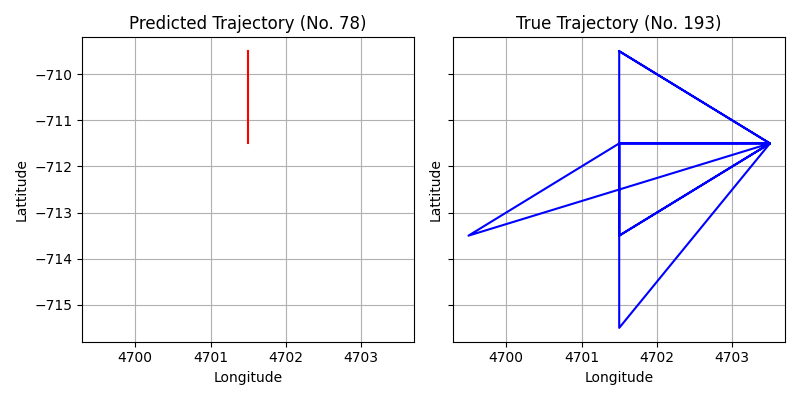 Predicted Trajectory (No. 78)
True Trajectory (No. 193)
−710
−711
−712
−713
−714
−715
Lattitude
Lattitude
4700
4701
4702
4703
4700
4701
4702
4703
Longitude
Longitude